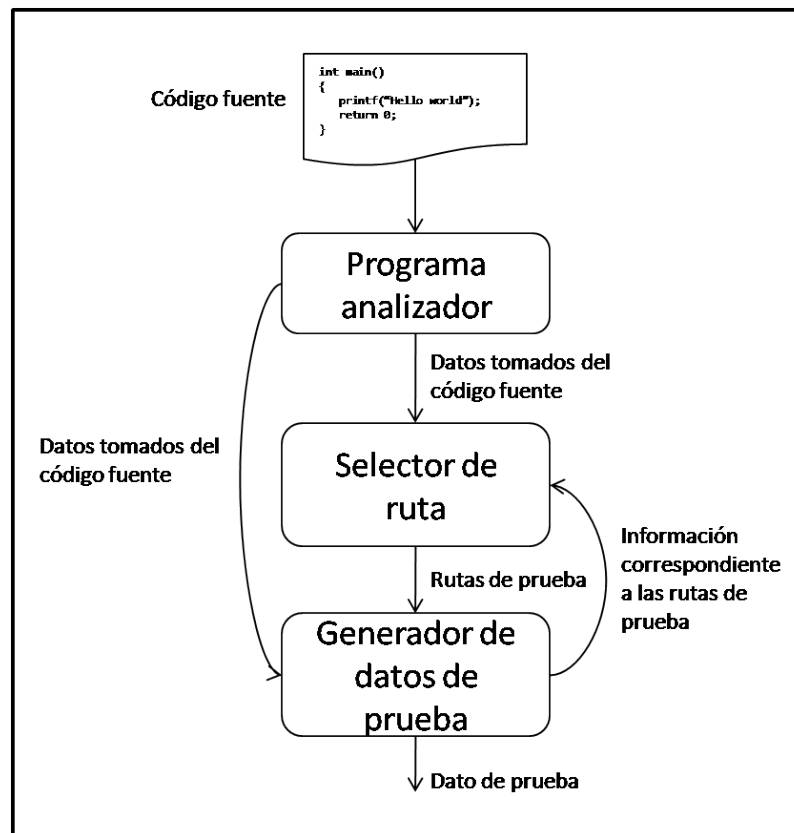 Código fuente
int main()
{
printf("Hello world");
return 0;
}
Programa
analizador
Datos tomados del
código fuente
Datos tomados del
código fuente
Selector de
ruta
Información
correspondiente
a las rutas de
prueba
Rutas de prueba
Generador de
datos de
prueba
Dato de prueba